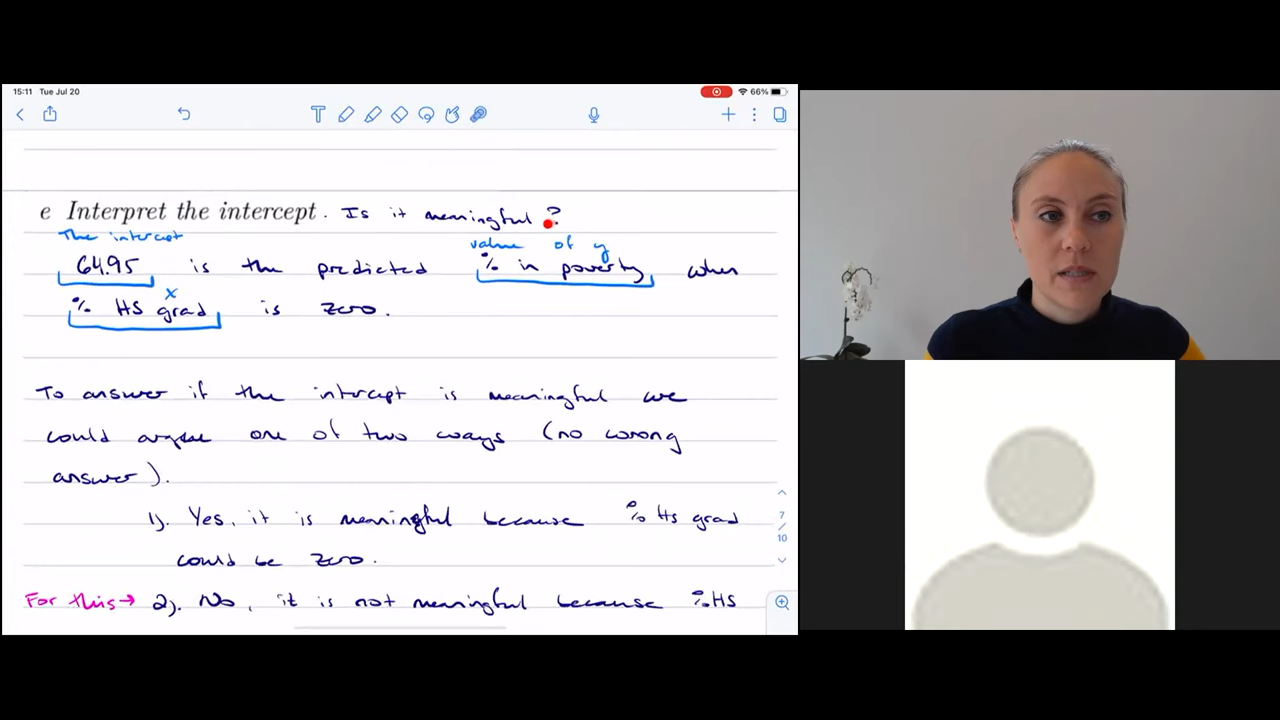 15:11 Tue Jul 20
66%
e Interpret the intercept. Is it meaningful?
The intercept
value of y
64.95 is the predicted % in poverty when
x
% HS grad is zero.
To answer if the intercept is meaningful we
could argue one of two ways (no wrong
answer).
1). Yes, it is meaningful because % HS grad
could be zero.
7
/
10
For this → 2). No, it is not meaningful because % HS